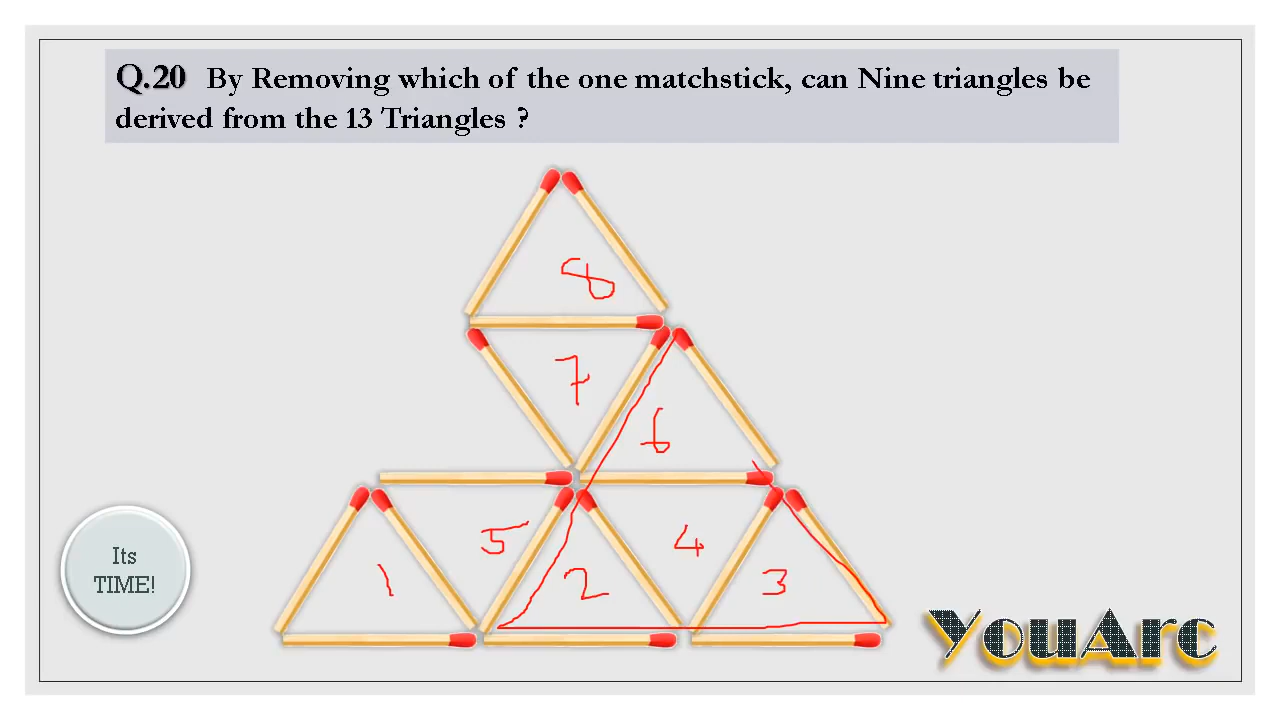 Q.20 By Removing which of the one matchstick, can Nine triangles be
derived from the 13 Triangles ?
8
7
6
5
4
1
2
3
Its
TIME!
YouArc